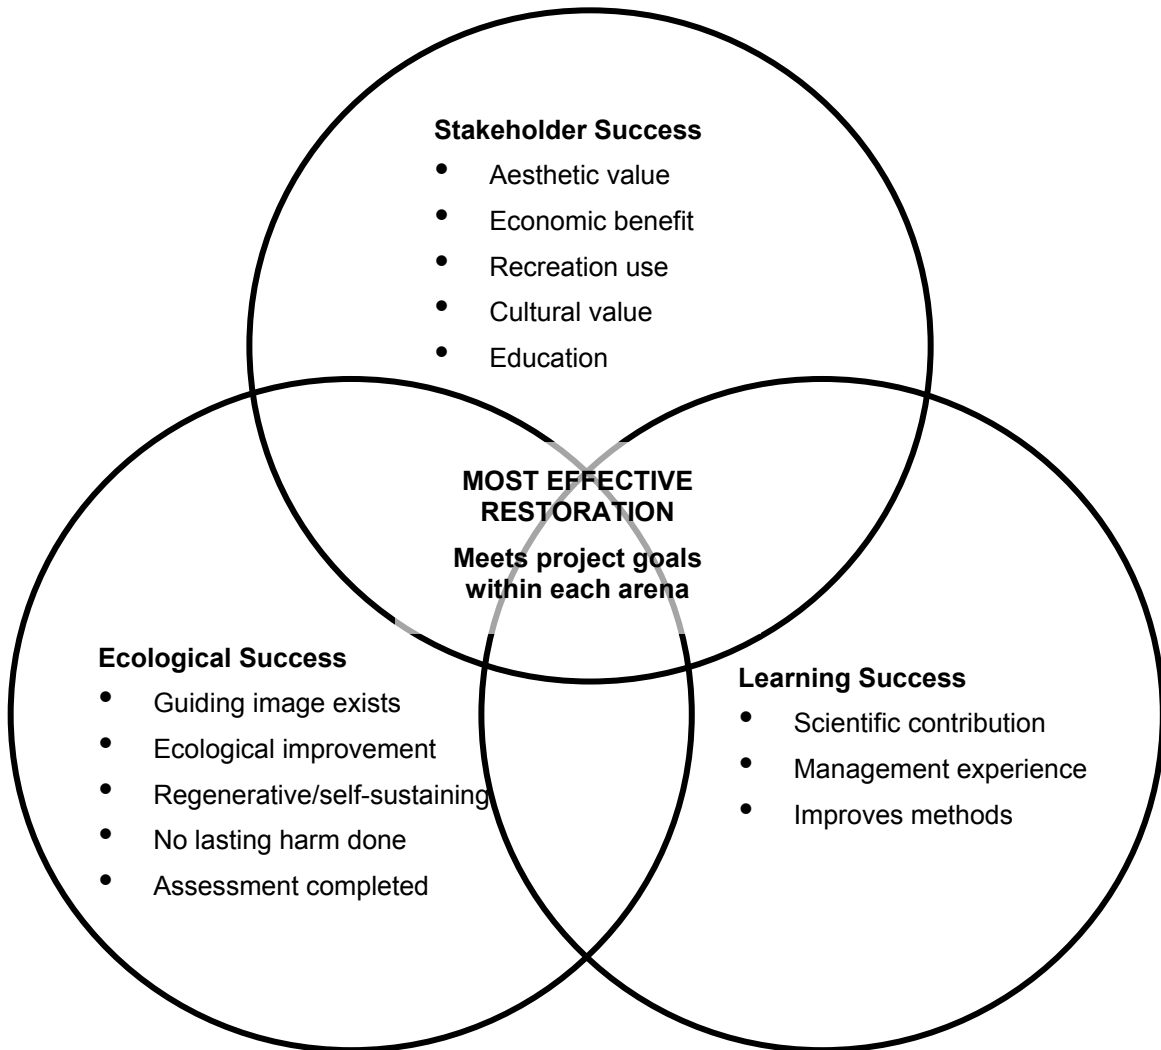 Stakeholder Success
• Aesthetic value
• Economic benefit
• Recreation use
• Cultural value
• Education
MOST EFFECTIVE
RESTORATION
Meets project goals
within each arena
Ecological Success
• Guiding image exists
• Ecological improvement
• Regenerative/self-sustaining
• No lasting harm done
• Assessment completed
Learning Success
• Scientific contribution
• Management experience
• Improves methods